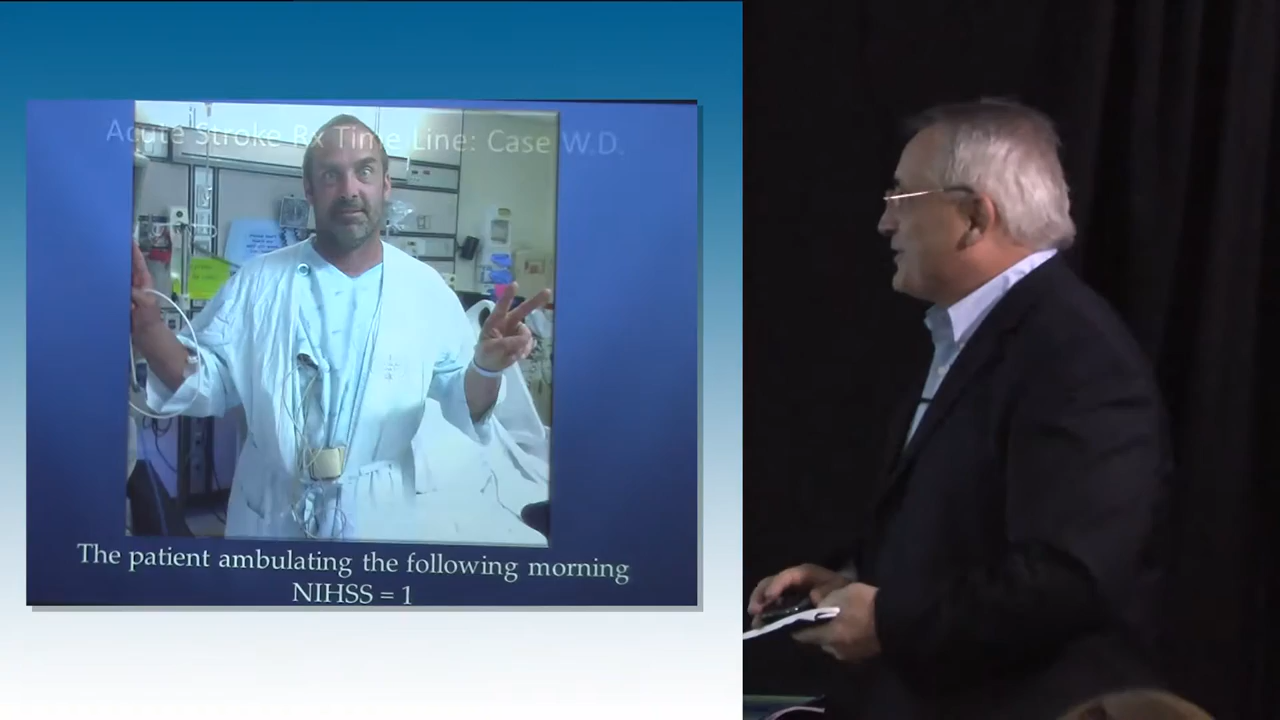 Acute Stroke Rx Time Line: Case W.D.
The patient ambulating the following morning
NIHSS = 1